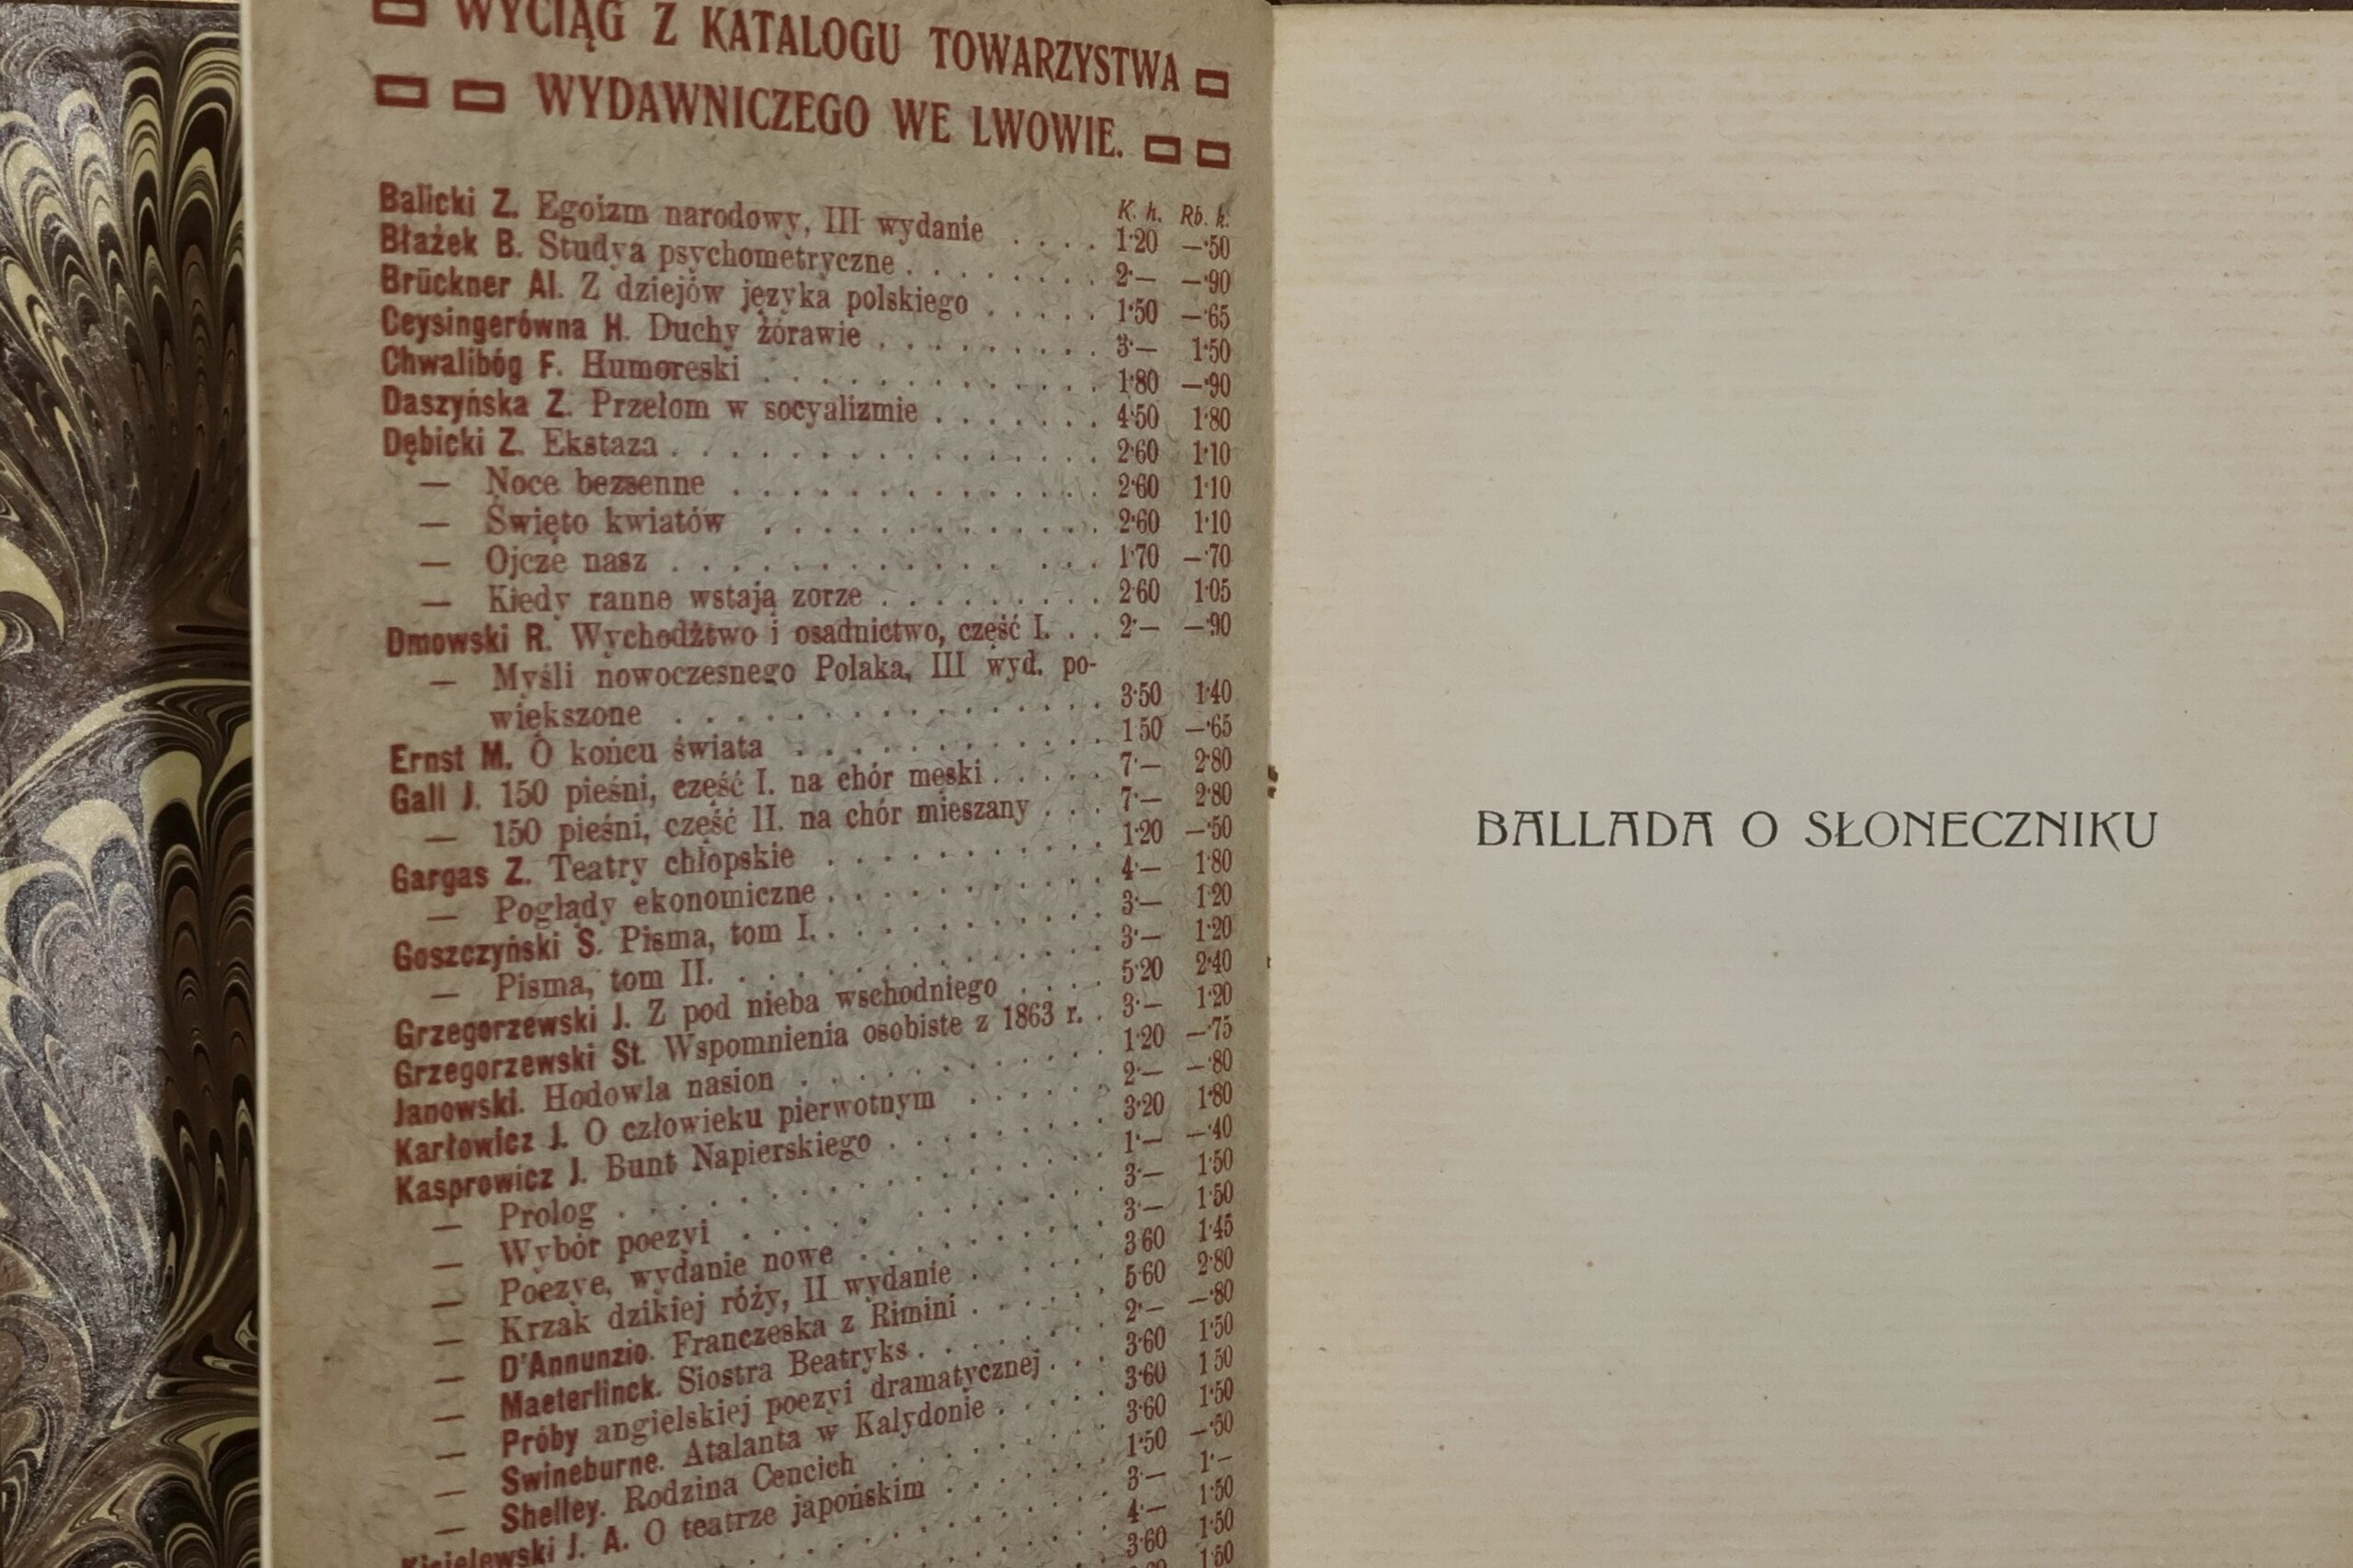 WYCIĄG Z KATALOGU TOWARZYSTWA
WYDAWNICZEGO WE LWOWIE.
K. h. Rb. k.
Balicki Z. Egoizm narodowy, III wydanie . . . . 1·20 —·50
Błażek B. Studya psychometryczne . . . . . . . 2·— —·90
Brückner Al. Z dziejów języka polskiego . . . . . 1·50 —·65
Ceysingerówna H. Duchy żórawie . . . . . . . . 3·— 1·50
Chwalibóg F. Humoreski . . . . . . . . . . . . 1·80 —·90
Daszyńska Z. Przełom w socyalizmie . . . . . . . 4·50 1·80
Dębicki Z. Ekstaza . . . . . . . . . . . . . . . 2·60 1·10
— Noce bezsenne . . . . . . . . . . . . . 2·60 1·10
— Święto kwiatów . . . . . . . . . . . . 2·60 1·10
— Ojcze nasz . . . . . . . . . . . . . . . 1·70 —·70
— Kiedy ranne wstają zorze . . . . . . . . 2·60 1·05
Dmowski R. Wychodźtwo i osadnictwo, część I. . . 2·— —·90
— Myśli nowoczesnego Polaka, III wyd. po-
większone . . . . . . . . . . . . . . . 3·50 1·40
Ernst M. O końcu świata . . . . . . . . . . . 1 50 —·65
Gall J. 150 pieśni, część I. na chór męski . . . . . 7·— 2·80
— 150 pieśni, część II. na chór mieszany . . . 7·— 2·80
Gargas Z. Teatry chłopskie . . . . . . . . . . 1·20 —·50
— Poglądy ekonomiczne . . . . . . . . . . 4·— 1·80
Goszczyński S. Pisma, tom I. . . . . . . . . . . 3·— 1·20
— Pisma, tom II. . . . . . . . . . . . . . 3·— 1·20
Grzegorzewski J. Z pod nieba wschodniego . . . . 5·20 2·40
Grzegorzewski St. Wspomnienia osobiste z 1863 r. . 3·— 1·20
Janowski. Hodowla nasion . . . . . . . . . . . 1·20 —·75
Karłowicz J. O człowieku pierwotnym . . . . . . 2·— —·80
Kasprowicz J. Bunt Napierskiego . . . . . . . . 3·20 1·80
— Prolog . . . . . . . . . . . . . . . . 1·— —·40
— Wybór poezyi . . . . . . . . . . . . 3·— 1·50
— Poezye, wydanie nowe . . . . . . . . . 3·— 1·50
— Krzak dzikiej róży, II wydanie . . . . . 3 60 1·45
— D'Annunzio. Franczeska z Rimini . . . . . 5·60 2·80
— Maeterlinck. Siostra Beatryks . . . . . . . 2·— —·80
— Próby angielskiej poezyi dramatycznej . . . 3·60 1·50
— Swineburne. Atalanta w Kalydonie . . . . . 3·60 1 50
— Shelley. Rodzina Cencich . . . . . . . . 3·60 1·50
Kisielewski J. A. O teatrze japońskim . . . . . . 1·50 —·50
3·— 1·—
4·— 1·50
3·60 1·50
1·50
BALLADA O SŁONECZNIKU